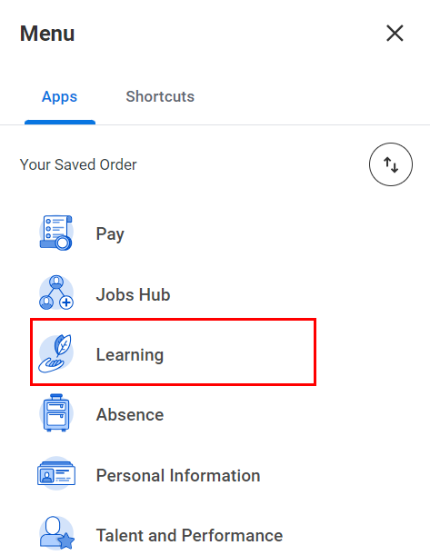 Menu
Apps Shortcuts
Your Saved Order
Pay
Jobs Hub
Learning
Absence
Personal Information
Talent and Performance